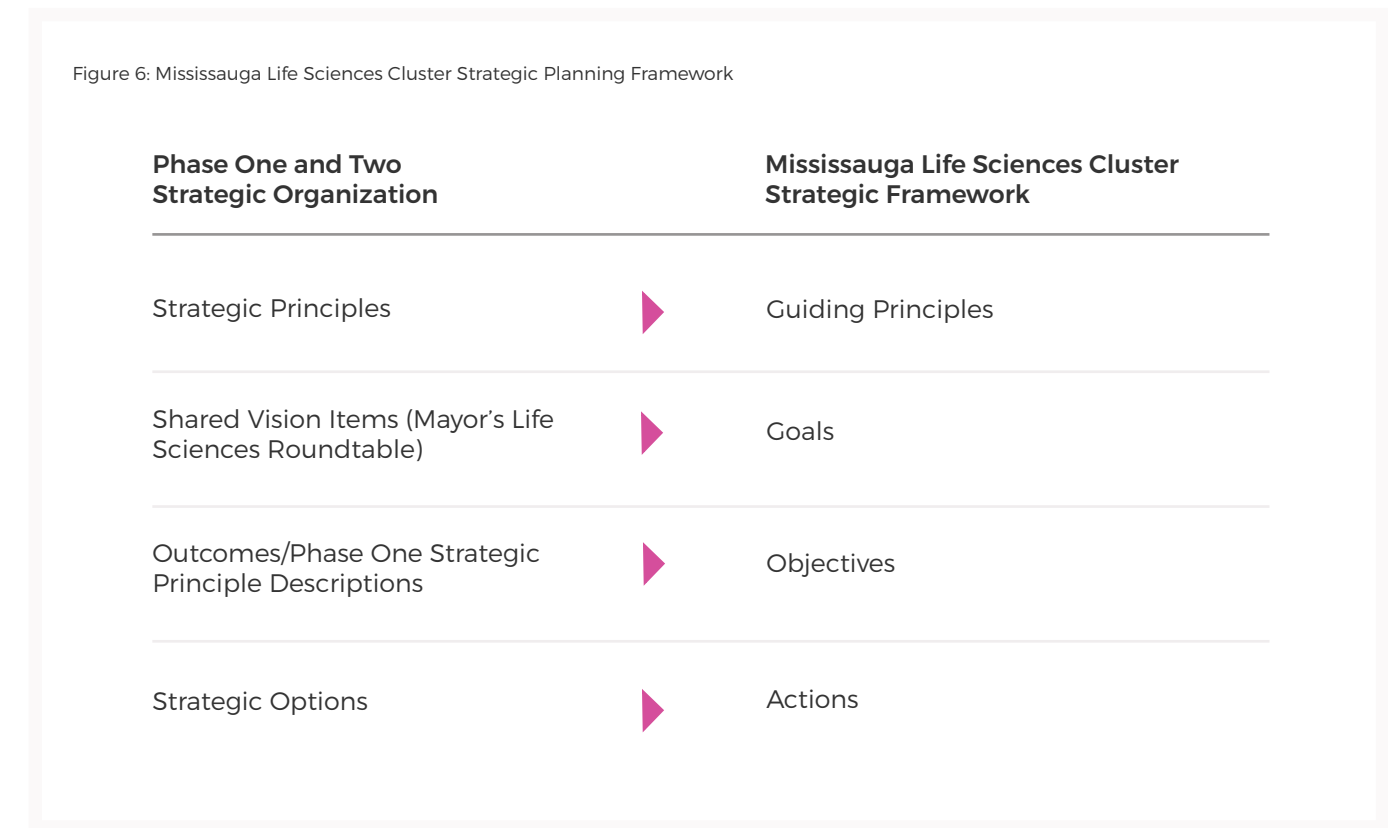 Figure 6: Mississauga Life Sciences Cluster Strategic Planning Framework
Phase One and Two
Strategic Organization
Mississauga Life Sciences Cluster
Strategic Framework
Strategic Principles
Guiding Principles
Shared Vision Items (Mayor’s Life
Sciences Roundtable)
Goals
Outcomes/Phase One Strategic
Principle Descriptions
Objectives
Strategic Options
Actions